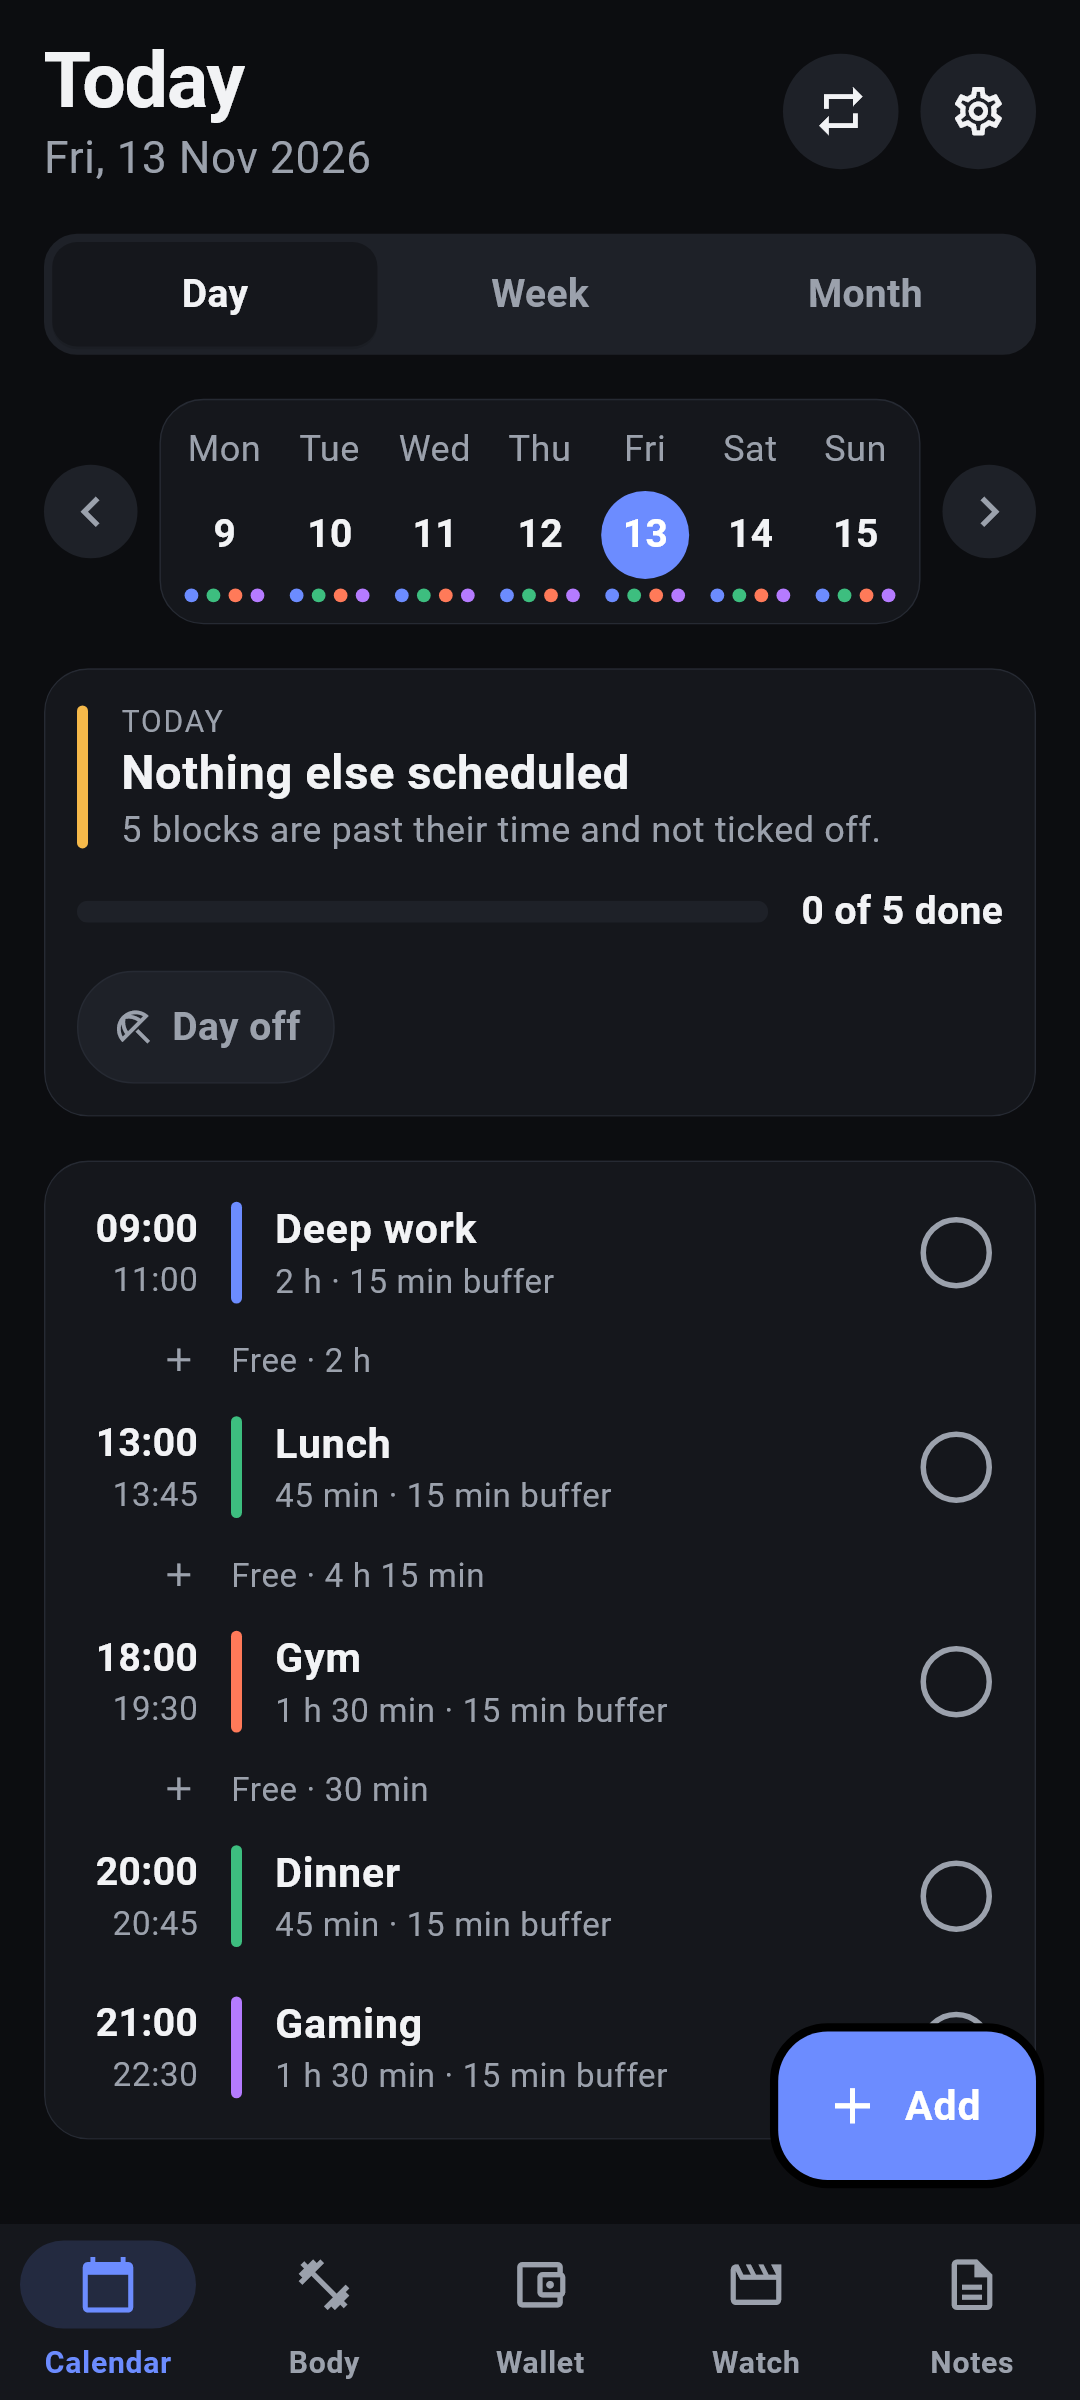 Today
Fri, 13 Nov 2026
Day Week Month
Mon Tue Wed Thu Fri Sat Sun
9 10 11 12 13 14 15
TODAY
Nothing else scheduled
5 blocks are past their time and not ticked off.
0 of 5 done
Day off
09:00 Deep work
11:00 2 h · 15 min buffer
+ Free · 2 h
13:00 Lunch
13:45 45 min · 15 min buffer
+ Free · 4 h 15 min
18:00 Gym
19:30 1 h 30 min · 15 min buffer
+ Free · 30 min
20:00 Dinner
20:45 45 min · 15 min buffer
21:00 Gaming
22:30 1 h 30 min · 15 min buffer
+ Add
Calendar Body Wallet Watch Notes